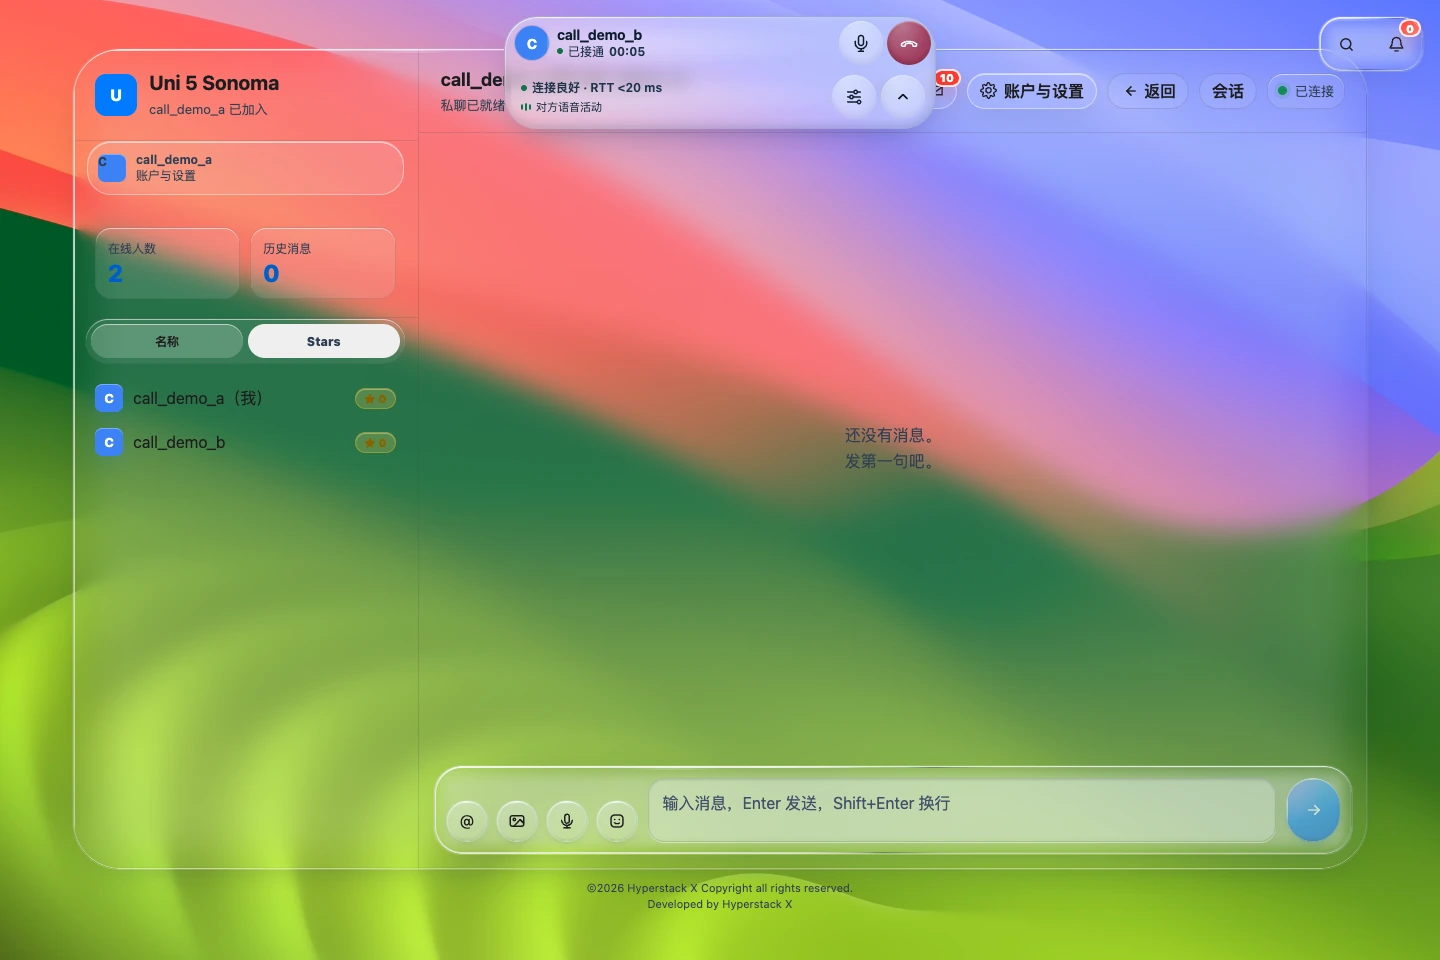 C
call_demo_b
已接通 00:05
连接良好 · RTT <20 ms
对方语音活动
0
U
Uni 5 Sonoma
call_demo_a 已加入
call_de
私聊已就绪
10
账户与设置
返回
会话
已连接
C
call_demo_a
账户与设置
在线人数
2
历史消息
0
名称
Stars
C
call_demo_a（我）
0
C
call_demo_b
0
还没有消息。
发第一句吧。
@
输入消息，Enter 发送，Shift+Enter 换行
©2026 Hyperstack X Copyright all rights reserved.
Developed by Hyperstack X